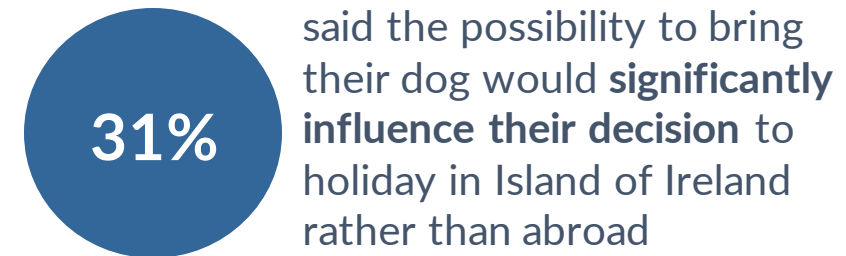 31%
said the possibility to bring
their dog would significantly
influence their decision to
holiday in Island of Ireland
rather than abroad